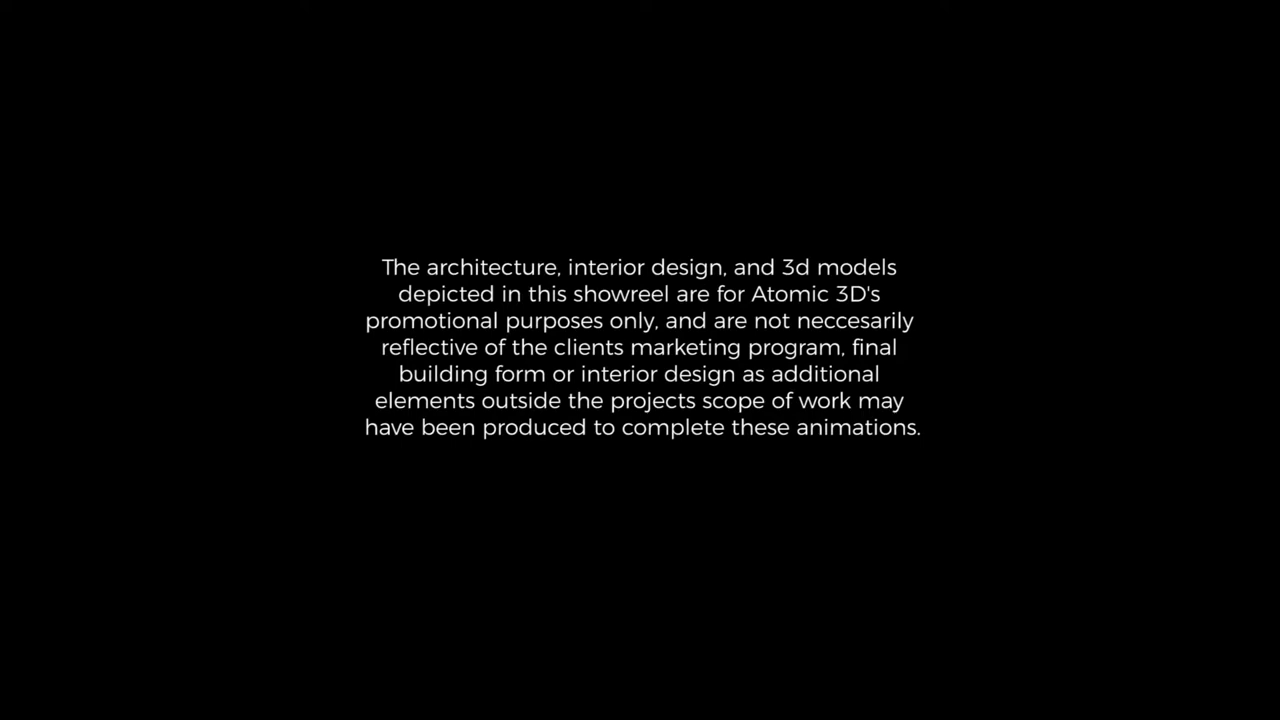 The architecture, interior design, and 3d models
depicted in this showreel are for Atomic 3D's
promotional purposes only, and are not neccesarily
reflective of the clients marketing program, final
building form or interior design as additional
elements outside the projects scope of work may
have been produced to complete these animations.